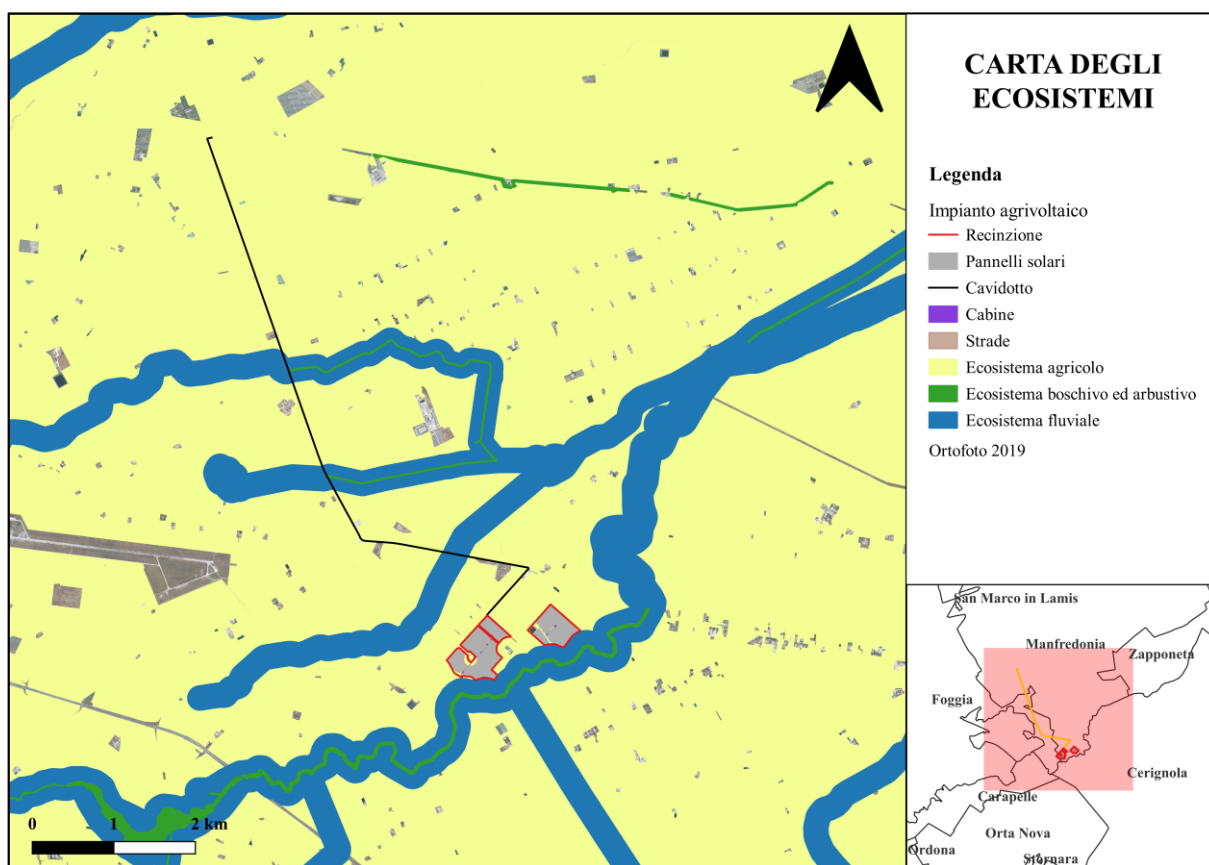 CARTA DEGLI
ECOSISTEMI
Legenda
Impianto agrivoltaico
Recinzione
Pannelli solari
Cavidotto
Cabine
Strade
Ecosistema agricolo
Ecosistema boschivo ed arbustivo
Ecosistema fluviale
Ortofoto 2019
San Marco in Lamis
Manfredonia
Zapponeta
Foggia
Cerignola
Carapelle
Orta Nova
Ordona
Stornara
0 1 2 km